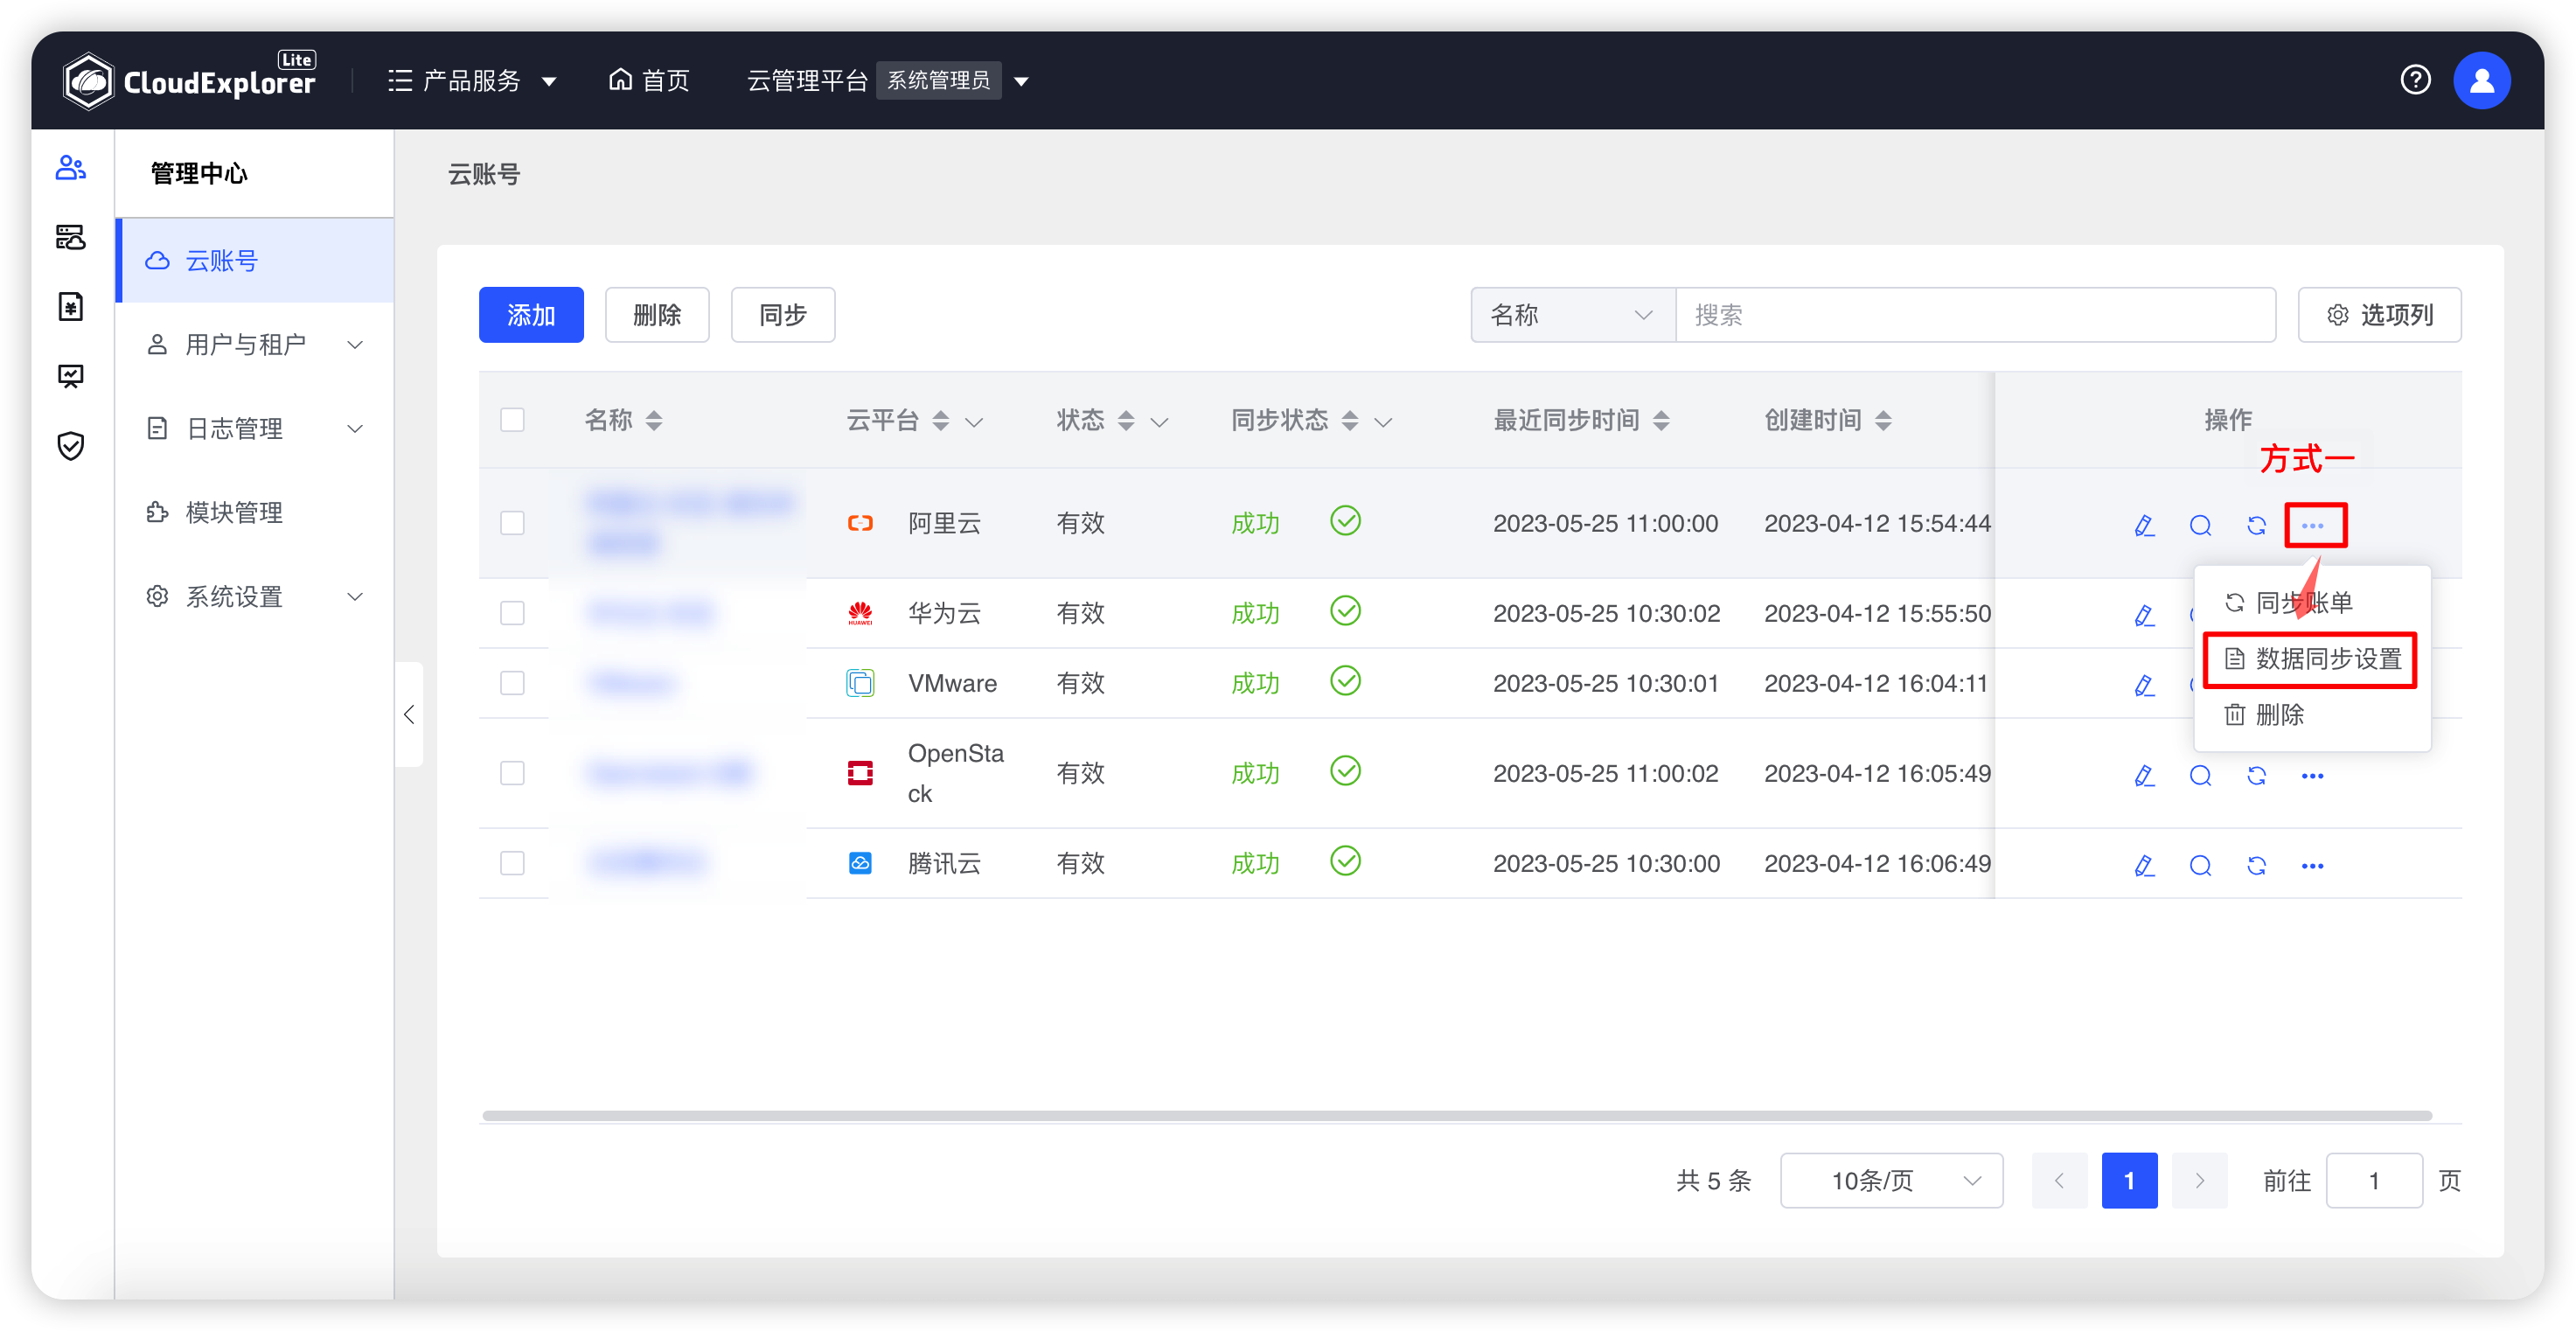 CloudExplorer Lite
产品服务
首页
云管理平台 系统管理员
管理中心
云账号
用户与租户
日志管理
模块管理
系统设置
云账号
添加 删除 同步
名称 搜索 选项列
名称 云平台 状态 同步状态 最近同步时间 创建时间 操作
方式一
阿里云 有效 成功 2023-05-25 11:00:00 2023-04-12 15:54:44
HUAWEI 华为云 有效 成功 2023-05-25 10:30:02 2023-04-12 15:55:50
VMware 有效 成功 2023-05-25 10:30:01 2023-04-12 16:04:11
OpenSta
ck 有效 成功 2023-05-25 11:00:02 2023-04-12 16:05:49
腾讯云 有效 成功 2023-05-25 10:30:00 2023-04-12 16:06:49
同步账单
数据同步设置
删除
共 5 条 10条/页 1 前往 1 页